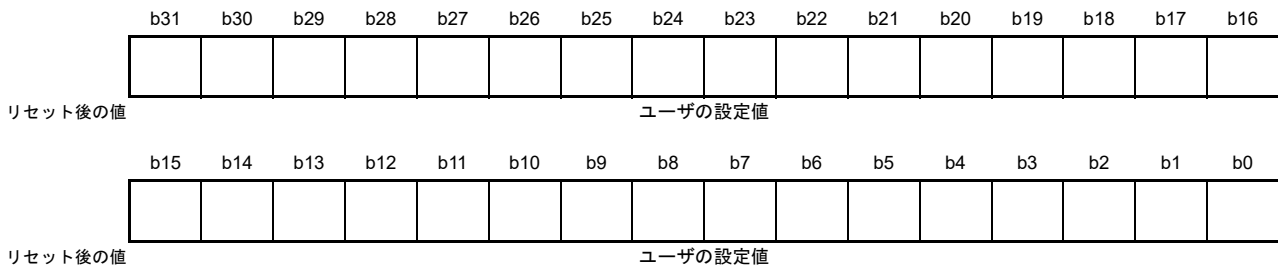 b31 b30 b29 b28 b27 b26 b25 b24 b23 b22 b21 b20 b19 b18 b17 b16
リセット後の値 ユーザの設定値
b15 b14 b13 b12 b11 b10 b9 b8 b7 b6 b5 b4 b3 b2 b1 b0
リセット後の値 ユーザの設定値